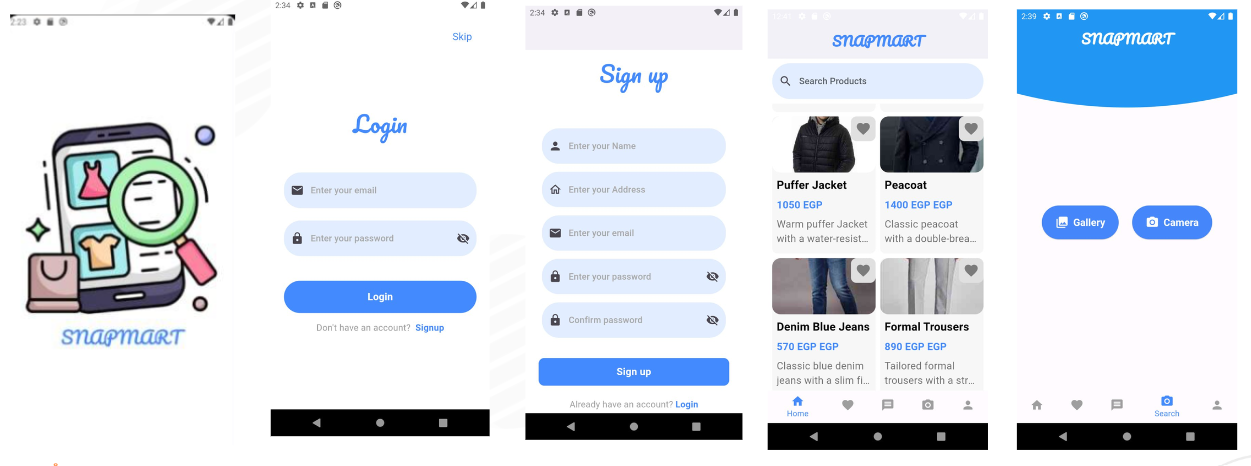 2:23
SNAPMART
2:34
Skip
Login
Enter your email
Enter your password
Login
Don't have an account? Signup
2:34
Sign up
Enter your Name
Enter your Address
Enter your email
Enter your password
Confirm password
Sign up
Already have an account? Login
SNAPMART
Search Products
Puffer Jacket
1050 EGP
Warm puffer Jacket
with a water-resist...
Peacoat
1400 EGP EGP
Classic peacoat
with a double-brea...
Denim Blue Jeans
570 EGP EGP
Classic blue denim
jeans with a slim fi...
Formal Trousers
890 EGP EGP
Tailored formal
trousers with a str...
Home
2:39
SNAPMART
Gallery
Camera
Search